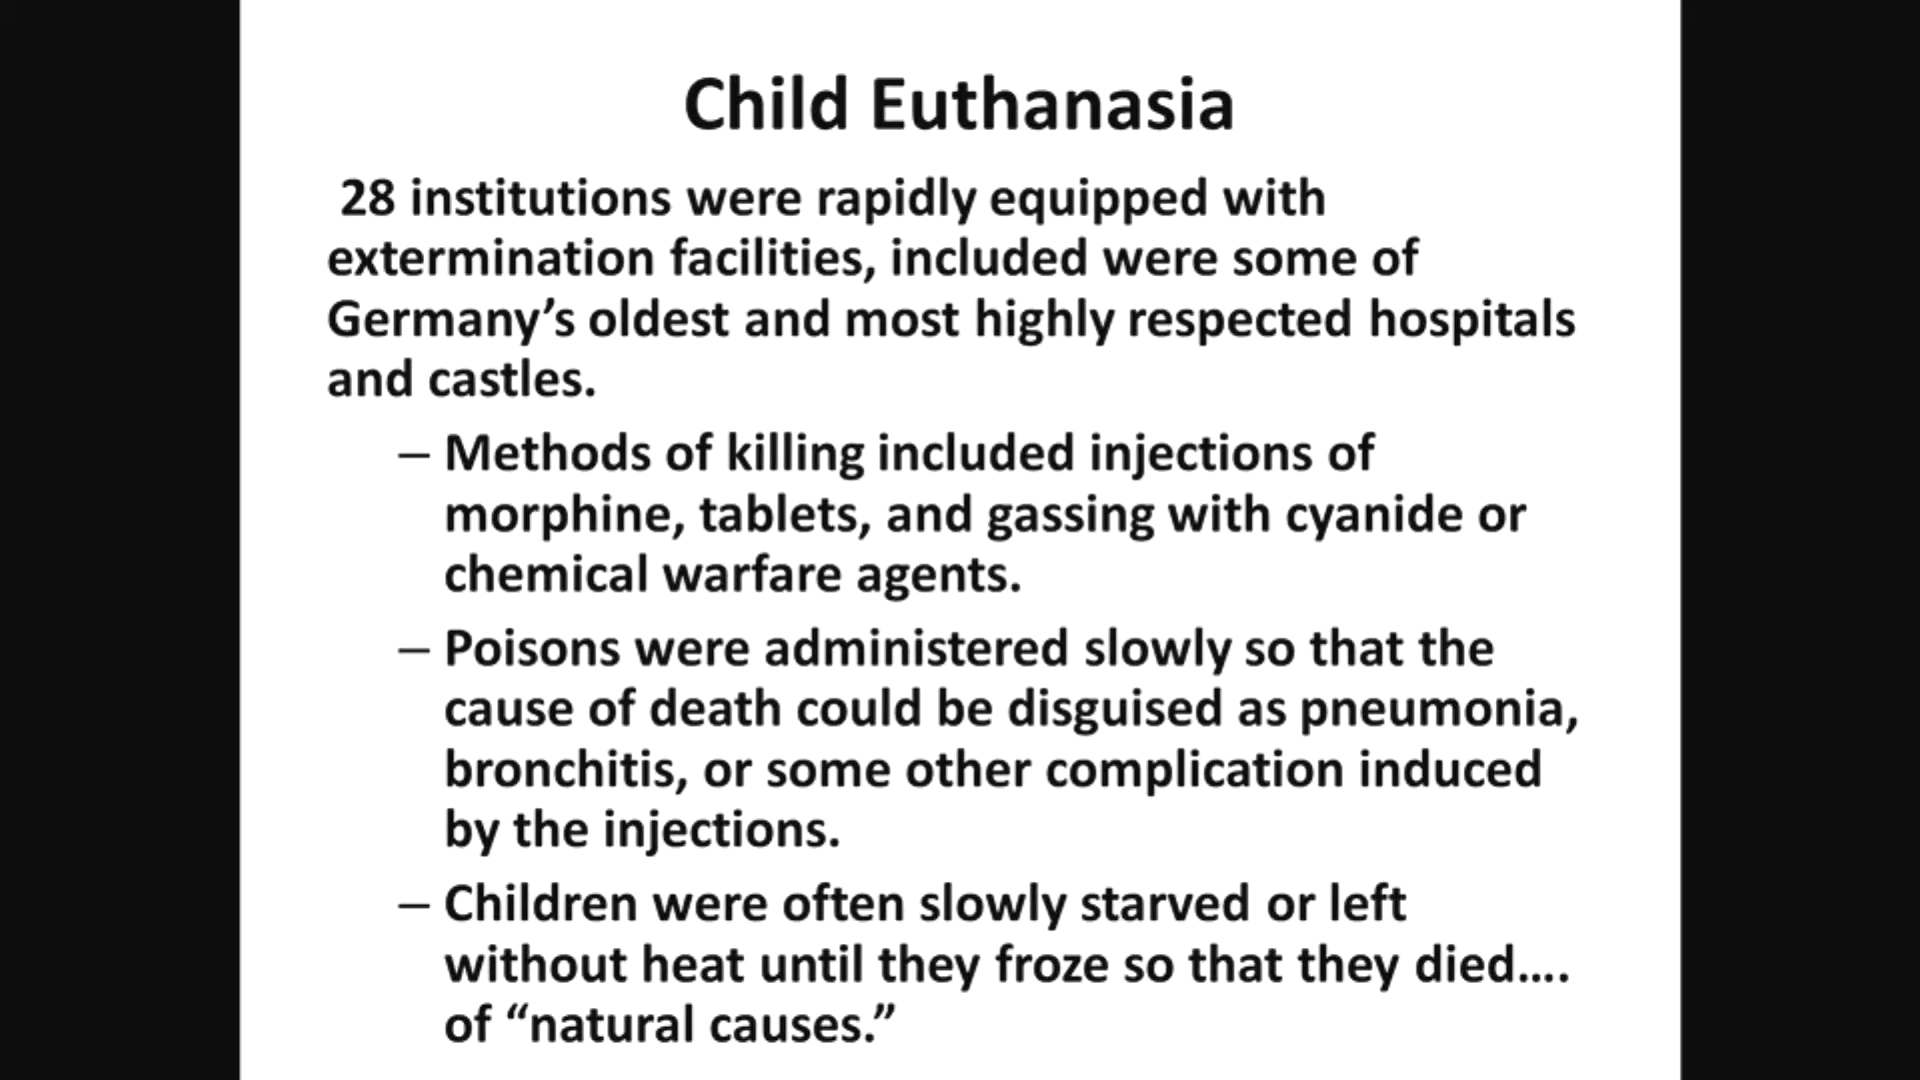 Child Euthanasia
28 institutions were rapidly equipped with
extermination facilities, included were some of
Germany’s oldest and most highly respected hospitals
and castles.
– Methods of killing included injections of
morphine, tablets, and gassing with cyanide or
chemical warfare agents.
– Poisons were administered slowly so that the
cause of death could be disguised as pneumonia,
bronchitis, or some other complication induced
by the injections.
– Children were often slowly starved or left
without heat until they froze so that they died….
of “natural causes.”